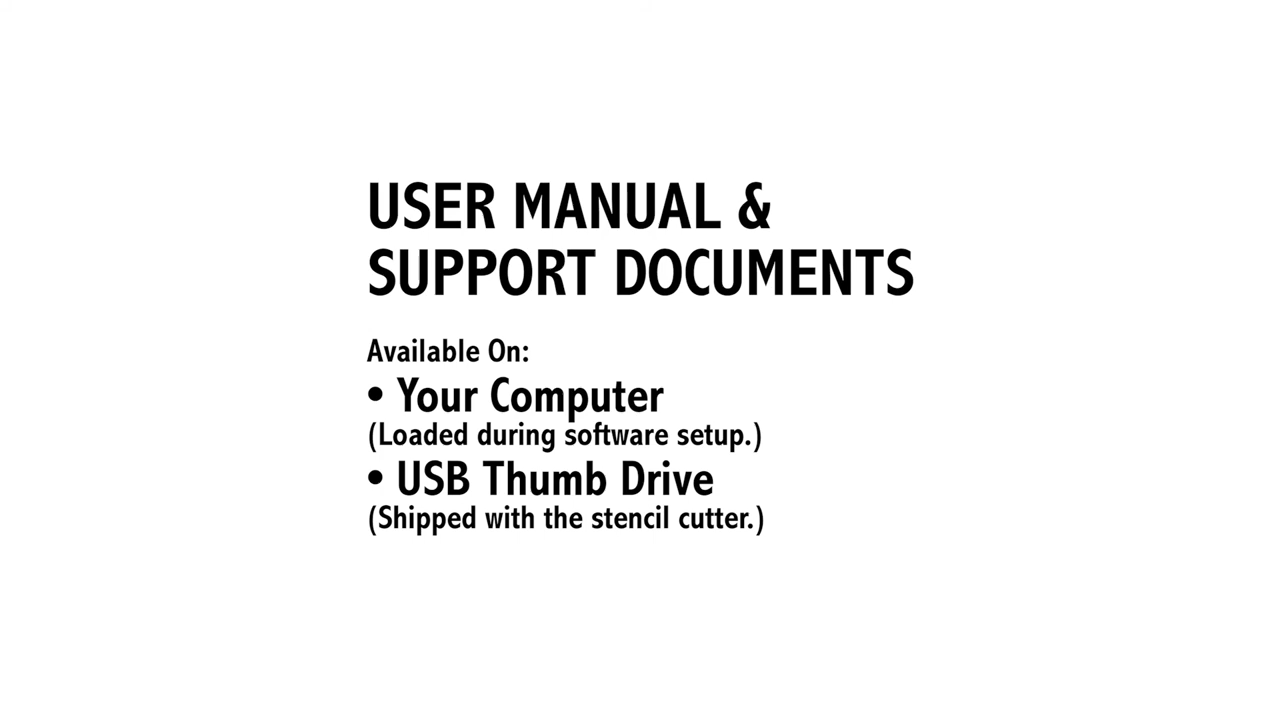 USER MANUAL &
SUPPORT DOCUMENTS
Available On:
• Your Computer
(Loaded during software setup.)
• USB Thumb Drive
(Shipped with the stencil cutter.)